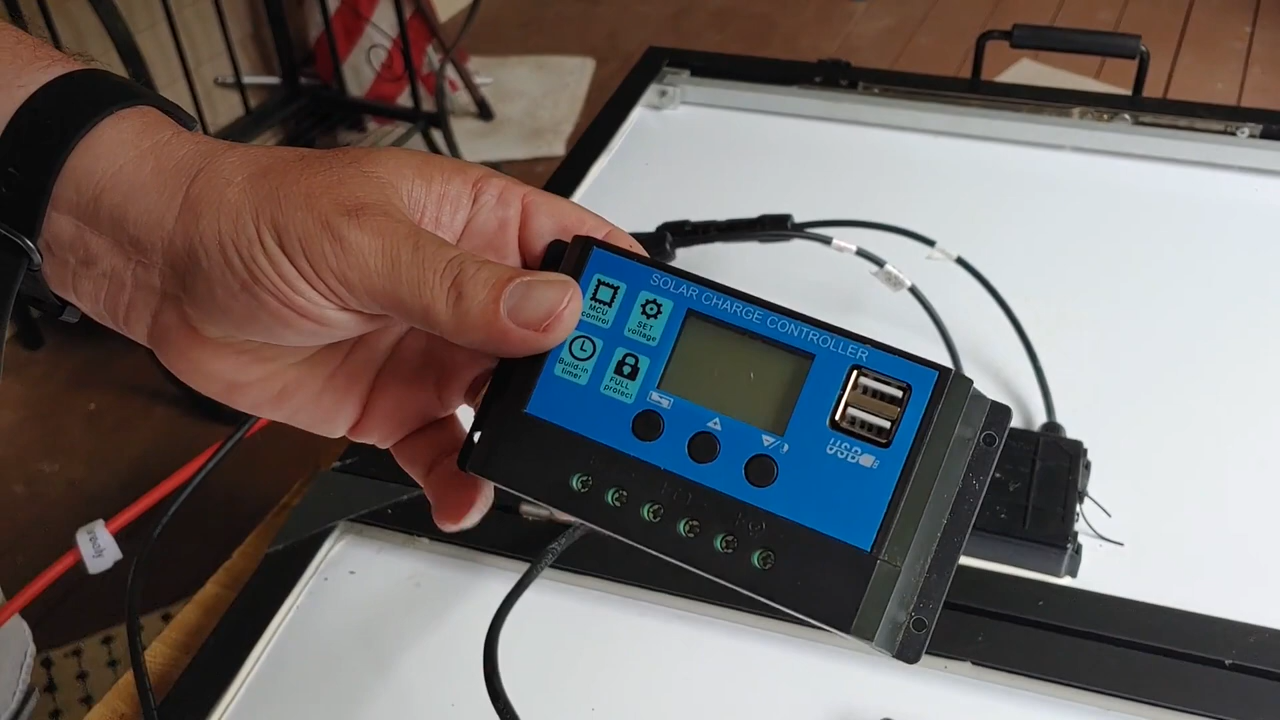 SOLAR CHARGE CONTROLLER
MCU
control
SET
voltage
Build-in
timer
FULL
protect
USB